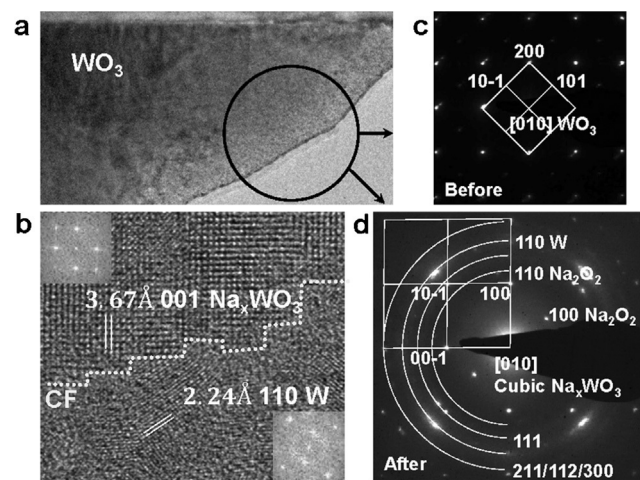 a
WO₃
c
200
10-1
101
[010] WO₃
Before
b
3.67Å 001 NaₓWO₃
CF
2.24Å 110 W
d
110 W
110 Na₂O₂
10-1
100
100 Na₂O₂
00-1
[010]
Cubic NaₓWO₃
111
211/112/300
After